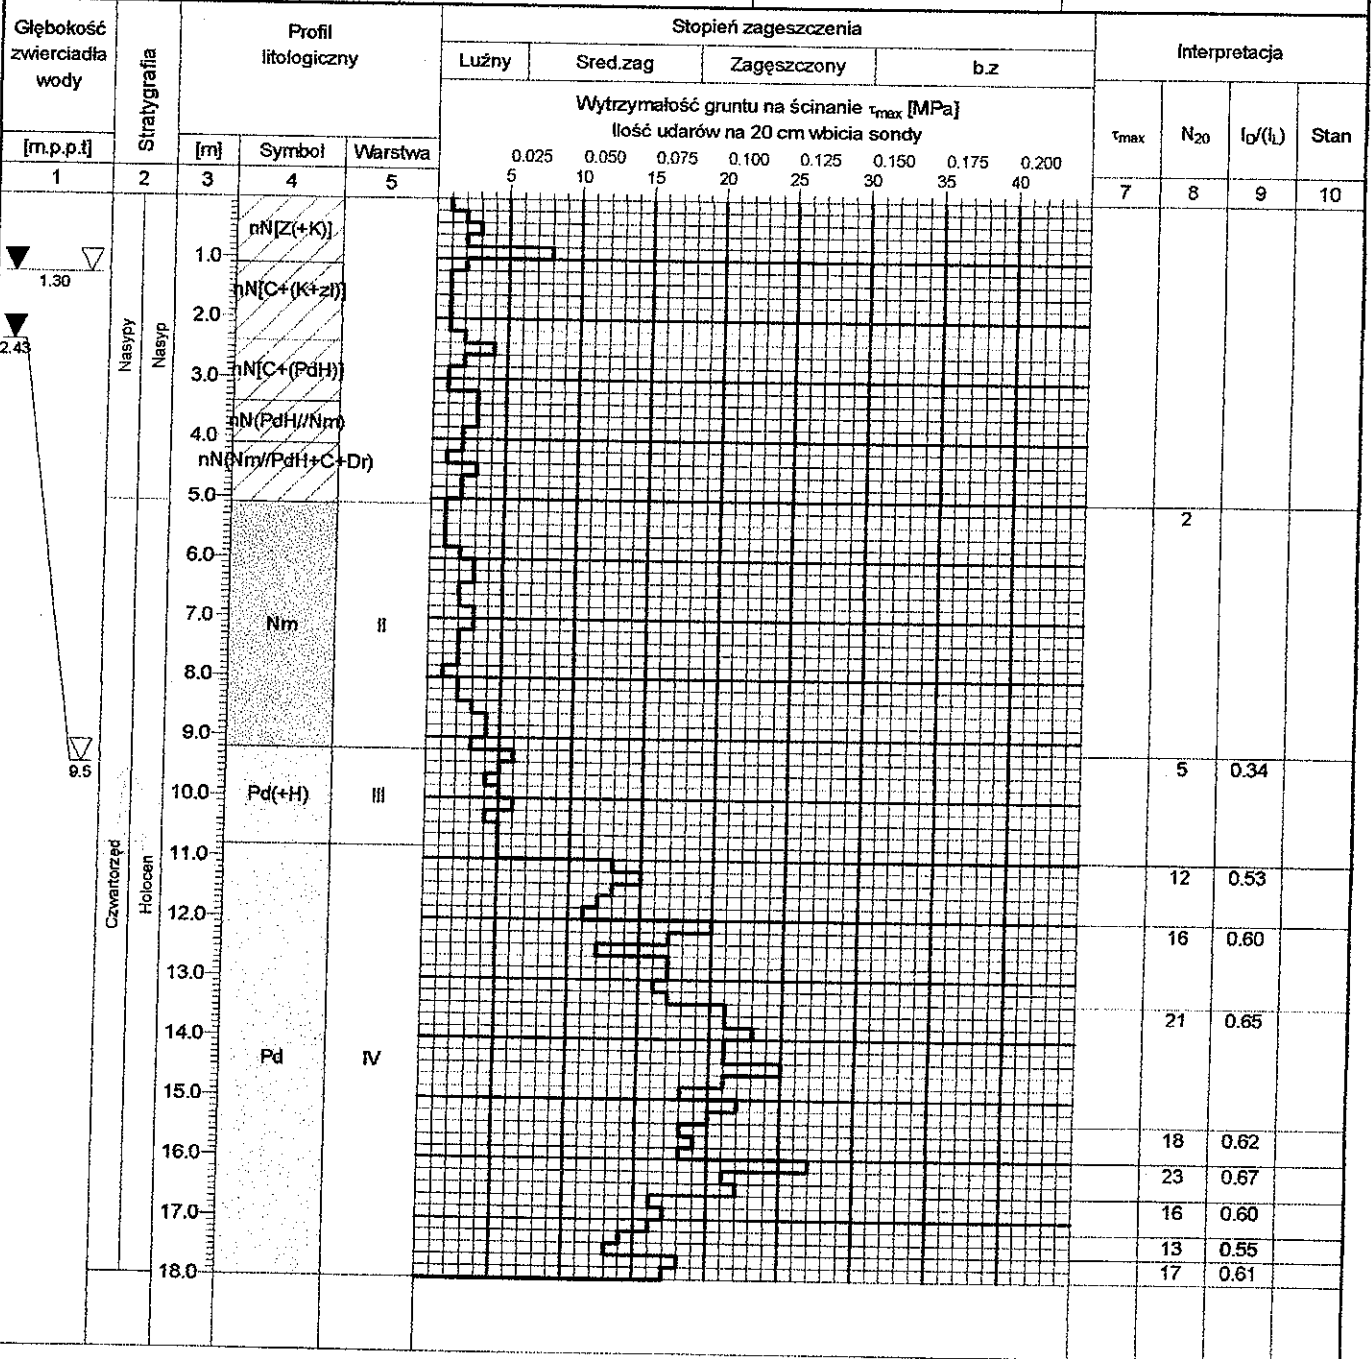 Głębokość
zwierciadła
wody
[m.p.p.t]
1
Stratygrafia
2
Profil
litologiczny
[m]
Symbol
Warstwa
3
4
5
Stopień zagęszczenia
Luźny
Sred.zag
Zagęszczony
b.z
Wytrzymałość gruntu na ścinanie τmax [MPa]
Ilość udarów na 20 cm wbicia sondy
0.025 0.050 0.075 0.100 0.125 0.150 0.175 0.200
5 10 15 20 25 30 35 40
Interpretacja
τmax
N20
ID/(IL)
Stan
7
8
9
10
nN[Z(+K)]
1.0
1.30
nN[C+(K+zl)]
2.0
2.43
Nasypy
Nasyp
nN[C+(PdH)]
3.0
nN(PdH//Nm)
4.0
nN(Nm//PdH+C+Dr)
5.0
2
6.0
7.0
Nm
II
8.0
9.0
9.5
5 0.34
10.0
Pd(+H)
III
11.0
12 0.53
Czwartorzęd
Holocen
12.0
16 0.60
13.0
21 0.65
14.0
Pd
IV
15.0
18 0.62
16.0
23 0.67
16 0.60
17.0
13 0.55
18.0
17 0.61